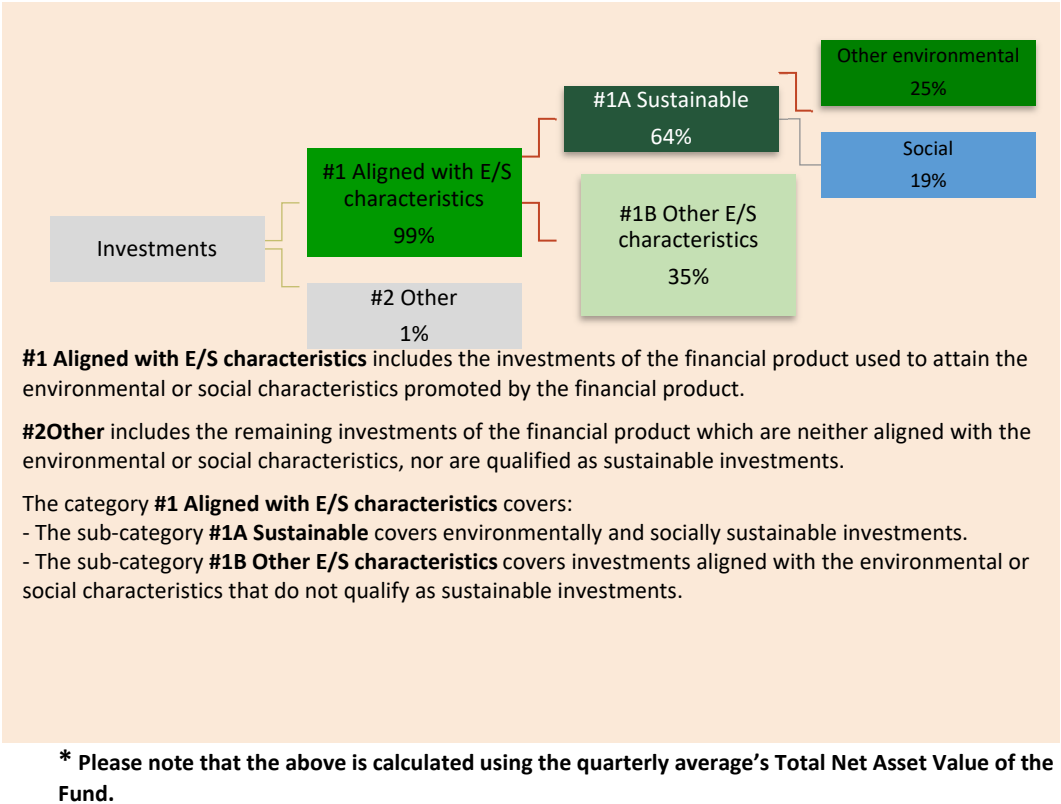 Other environmental
25%
#1A Sustainable
64%
Social
19%
#1 Aligned with E/S
characteristics
99%
#1B Other E/S
characteristics
35%
Investments
#2 Other
1%
#1 Aligned with E/S characteristics includes the investments of the financial product used to attain the
environmental or social characteristics promoted by the financial product.
#2Other includes the remaining investments of the financial product which are neither aligned with the
environmental or social characteristics, nor are qualified as sustainable investments.
The category #1 Aligned with E/S characteristics covers:
- The sub-category #1A Sustainable covers environmentally and socially sustainable investments.
- The sub-category #1B Other E/S characteristics covers investments aligned with the environmental or
social characteristics that do not qualify as sustainable investments.
* Please note that the above is calculated using the quarterly average’s Total Net Asset Value of the
Fund.